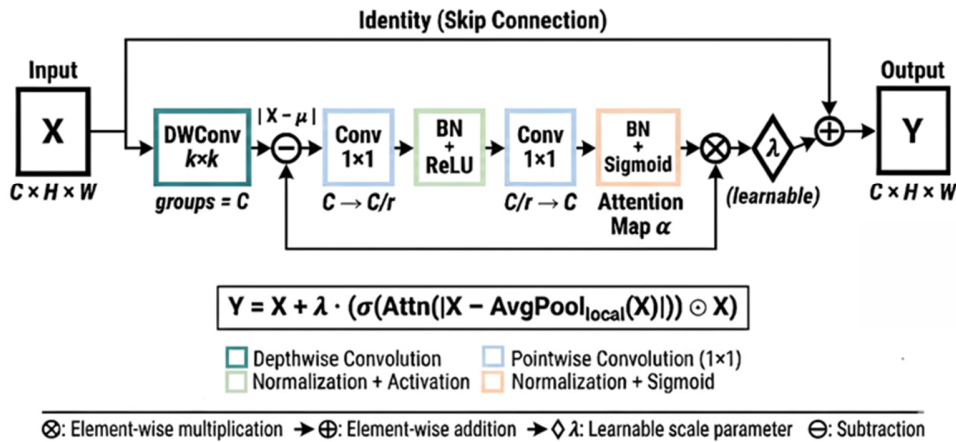 Identity (Skip Connection)
Input
Output
X
DWConv
k×k
|X − μ|
⊖
Conv
1×1
BN
+
ReLU
Conv
1×1
BN
+
Sigmoid
⊗
λ
⊕
Y
C × H × W
groups = C
C → C/r
C/r → C
Attention
Map α
(learnable)
C × H × W
Y = X + λ · (σ(Attn(|X − AvgPool_local(X)|)) ⊙ X)
Depthwise Convolution
Pointwise Convolution (1×1)
Normalization + Activation
Normalization + Sigmoid
⊗: Element-wise multiplication → ⊕: Element-wise addition → ◊ λ: Learnable scale parameter ⊖: Subtraction